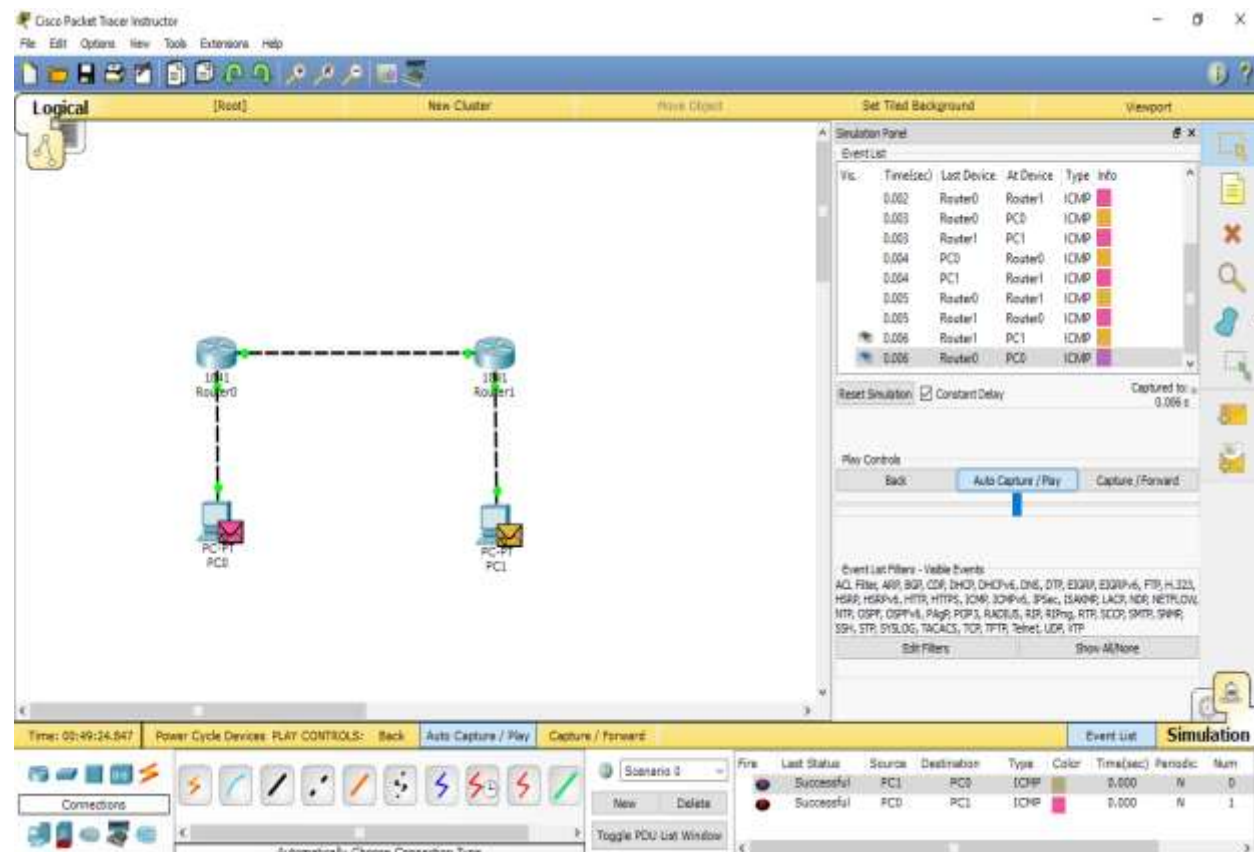 Cisco Packet Tracer Instructor
File Edit Options View Tools Extensions Help
Logical [Root] New Cluster Move Object Set Tiled Background Viewport
Simulation Panel
Event List
Vis. Time(sec) Last Device At Device Type Info
0.002 Router0 Router1 ICMP
0.003 Router0 PC0 ICMP
0.003 Router1 PC1 ICMP
0.004 PC0 Router0 ICMP
0.004 PC1 Router1 ICMP
0.005 Router0 Router1 ICMP
0.005 Router1 Router0 ICMP
0.006 Router1 PC1 ICMP
0.006 Router0 PC0 ICMP
Reset Simulation Constant Delay Captured to:
0.006 s
Play Controls
Back Auto Capture / Play Capture / Forward
Event List Filters - Visible Events
ACL Filter, ARP, BGP, CDP, DHCP, DHCPv6, DNS, DTP, EIGRP, EIGRPv6, FTP, H.323,
HSRP, HSRPv6, HTTP, HTTPS, ICMP, ICMPv6, IPSec, ISAKMP, LACP, NDP, NETFLOW,
NTP, OSPF, OSPFv6, PAgP, POP3, RADIUS, RIP, RIPng, RTP, SCCP, SMTP, SNMP,
SSH, STP, SYSLOG, TACACS, TCP, TFTP, Telnet, UDP, VTP
Edit Filters Show All/None
1841
Router0
1841
Router1
PC-PT
PC0
PC-PT
PC1
Time: 00:49:24.847 Power Cycle Devices PLAY CONTROLS: Back Auto Capture / Play Capture / Forward Event List Simulation
Connections
Automatically Choose Connection Type
Scenario 0
New Delete
Toggle PDU List Window
Fire Last Status Source Destination Type Color Time(sec) Periodic Num
Successful PC1 PC0 ICMP 0.000 N 0
Successful PC0 PC1 ICMP 0.000 N 1